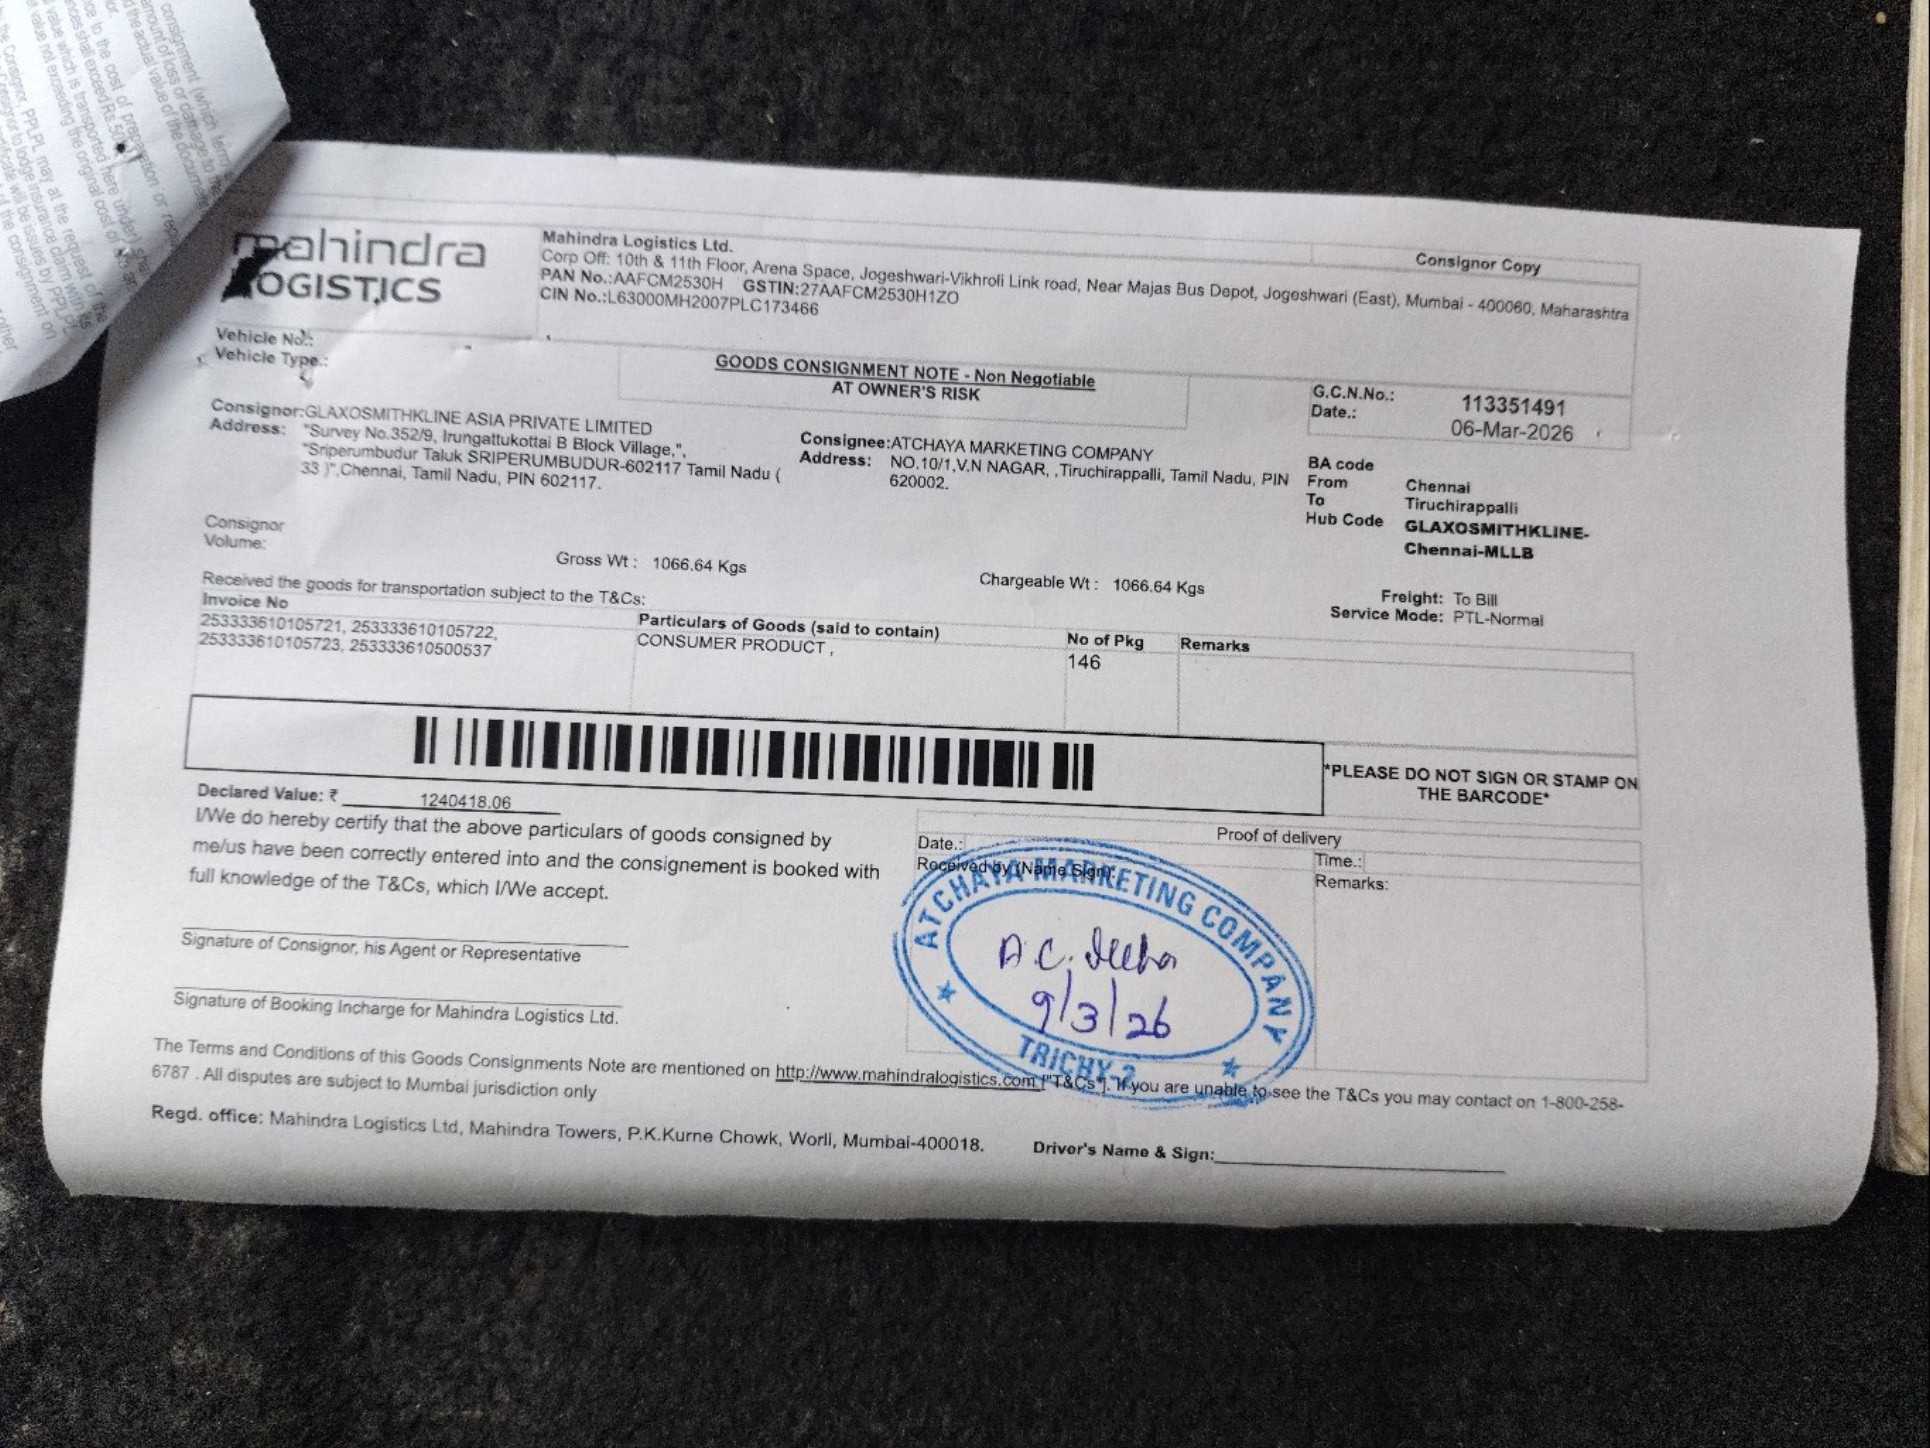 mahindra
LOGISTICS
Mahindra Logistics Ltd.
Corp Off: 10th & 11th Floor, Arena Space, Jogeshwari-Vikhroli Link road, Near Majas Bus Depot, Jogeshwari (East), Mumbai - 400060, Maharashtra
PAN No.:AAFCM2530H GSTIN:27AAFCM2530H1ZO
CIN No.:L63000MH2007PLC173466
Consignor Copy
Vehicle No.:
Vehicle Type.:
GOODS CONSIGNMENT NOTE - Non Negotiable
AT OWNER'S RISK
G.C.N.No.: 113351491
Date.: 06-Mar-2026
Consignor:GLAXOSMITHKLINE ASIA PRIVATE LIMITED
Address: "Survey No.352/9, Irungattukottai B Block Village,",
"Sriperumbudur Taluk SRIPERUMBUDUR-602117 Tamil Nadu (
33 )",Chennai, Tamil Nadu, PIN 602117.
Consignee:ATCHAYA MARKETING COMPANY
Address: NO.10/1,V.N NAGAR, ,Tiruchirappalli, Tamil Nadu, PIN
620002.
BA code
From Chennai
To Tiruchirappalli
Hub Code GLAXOSMITHKLINE-
Chennai-MLLB
Consignor
Volume:
Gross Wt : 1066.64 Kgs
Chargeable Wt : 1066.64 Kgs
Freight: To Bill
Service Mode: PTL-Normal
Received the goods for transportation subject to the T&Cs:
Invoice No
253333610105721, 253333610105722,
253333610105723, 253333610500537
Particulars of Goods (said to contain)
CONSUMER PRODUCT ,
No of Pkg
146
Remarks
*PLEASE DO NOT SIGN OR STAMP ON
THE BARCODE*
Declared Value: ₹ 1240418.06
I/We do hereby certify that the above particulars of goods consigned by
me/us have been correctly entered into and the consignement is booked with
full knowledge of the T&Cs, which I/We accept.
Proof of delivery
Date.:
Time.:
Received by (Name Sign):
Remarks:
ATCHAYA MARKETING COMPANY
A.C.
9/3/26
TRICHY-2
Signature of Consignor, his Agent or Representative
Signature of Booking Incharge for Mahindra Logistics Ltd.
The Terms and Conditions of this Goods Consignments Note are mentioned on http://www.mahindralogistics.com ["T&Cs"]. If you are unable to see the T&Cs you may contact on 1-800-258-
6787 . All disputes are subject to Mumbai jurisdiction only
Regd. office: Mahindra Logistics Ltd, Mahindra Towers, P.K.Kurne Chowk, Worli, Mumbai-400018.
Driver's Name & Sign: